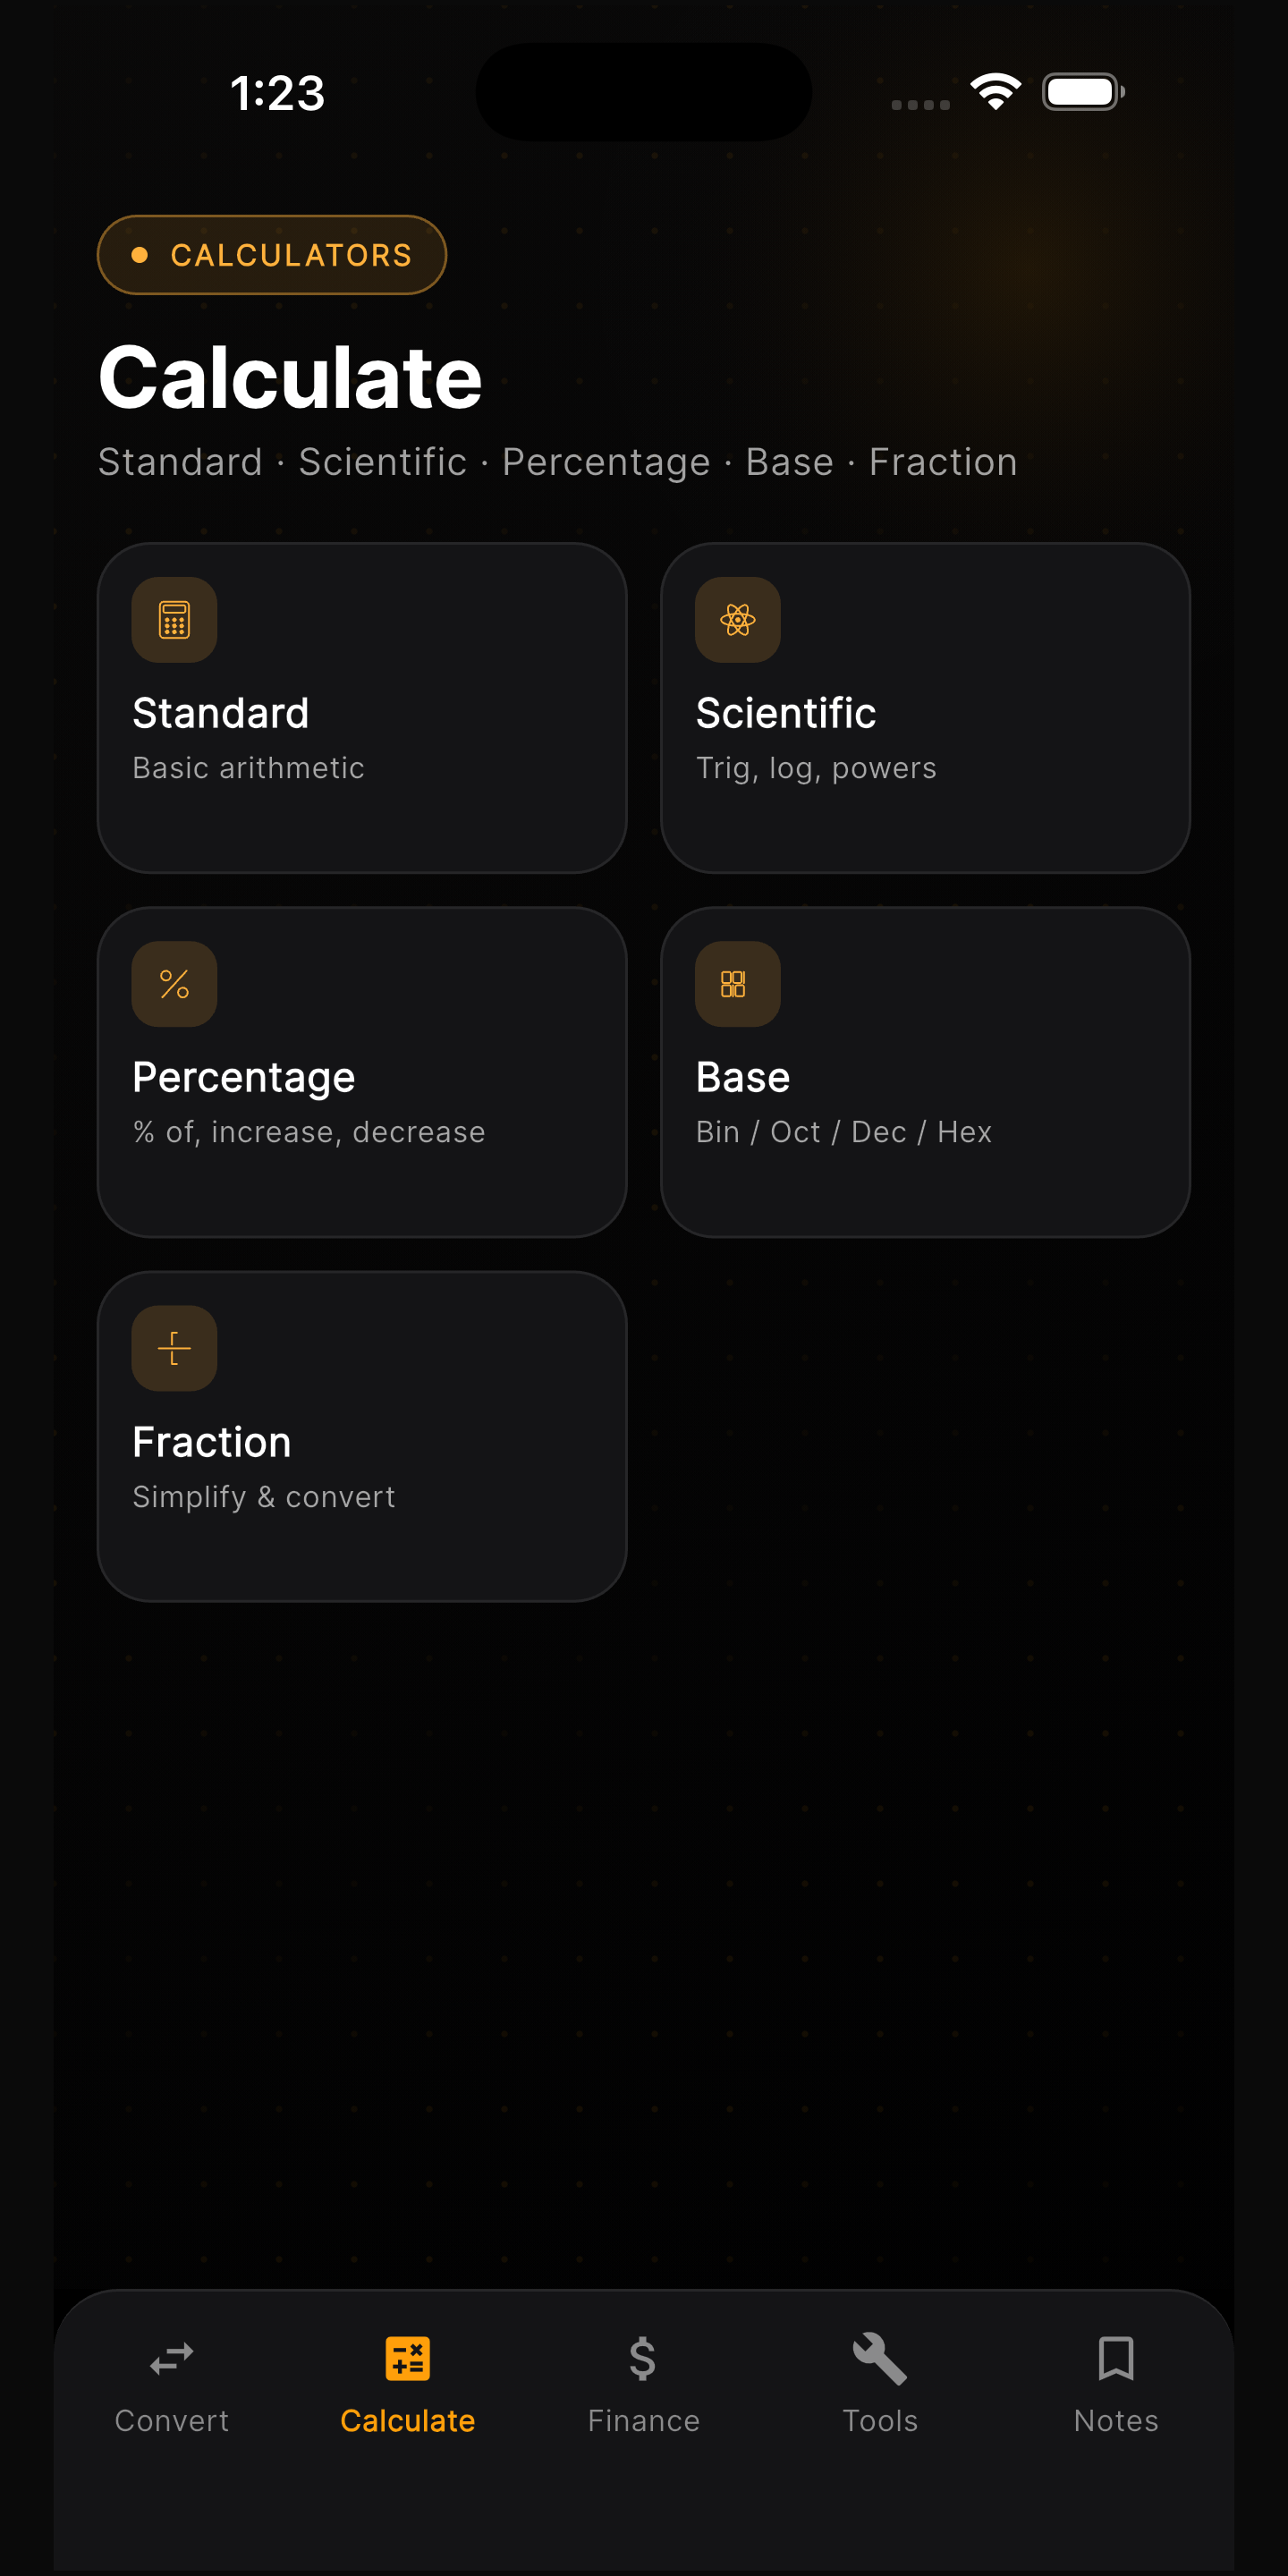 1:23
CALCULATORS
Calculate
Standard · Scientific · Percentage · Base · Fraction
Standard
Basic arithmetic
Scientific
Trig, log, powers
Percentage
% of, increase, decrease
Base
Bin / Oct / Dec / Hex
Fraction
Simplify & convert
Convert
Calculate
Finance
Tools
Notes